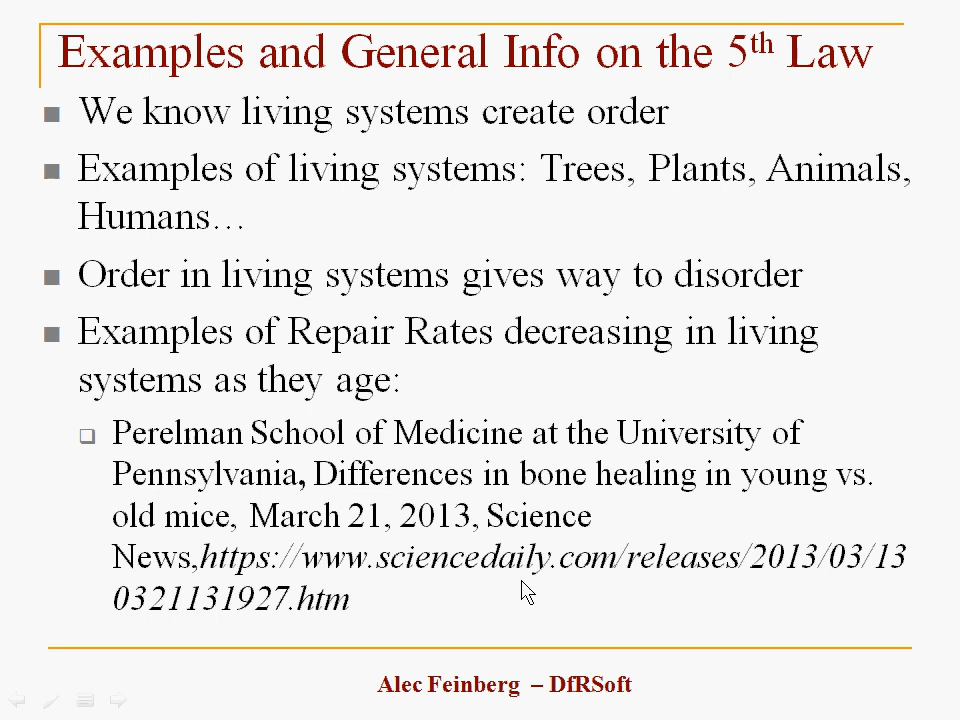 Examples and General Info on the 5th Law
We know living systems create order
Examples of living systems: Trees, Plants, Animals,
Humans…
Order in living systems gives way to disorder
Examples of Repair Rates decreasing in living
systems as they age:
Perelman School of Medicine at the University of
Pennsylvania, Differences in bone healing in young vs.
old mice, March 21, 2013, Science
News,https://www.sciencedaily.com/releases/2013/03/13
0321131927.htm
Alec Feinberg – DfRSoft